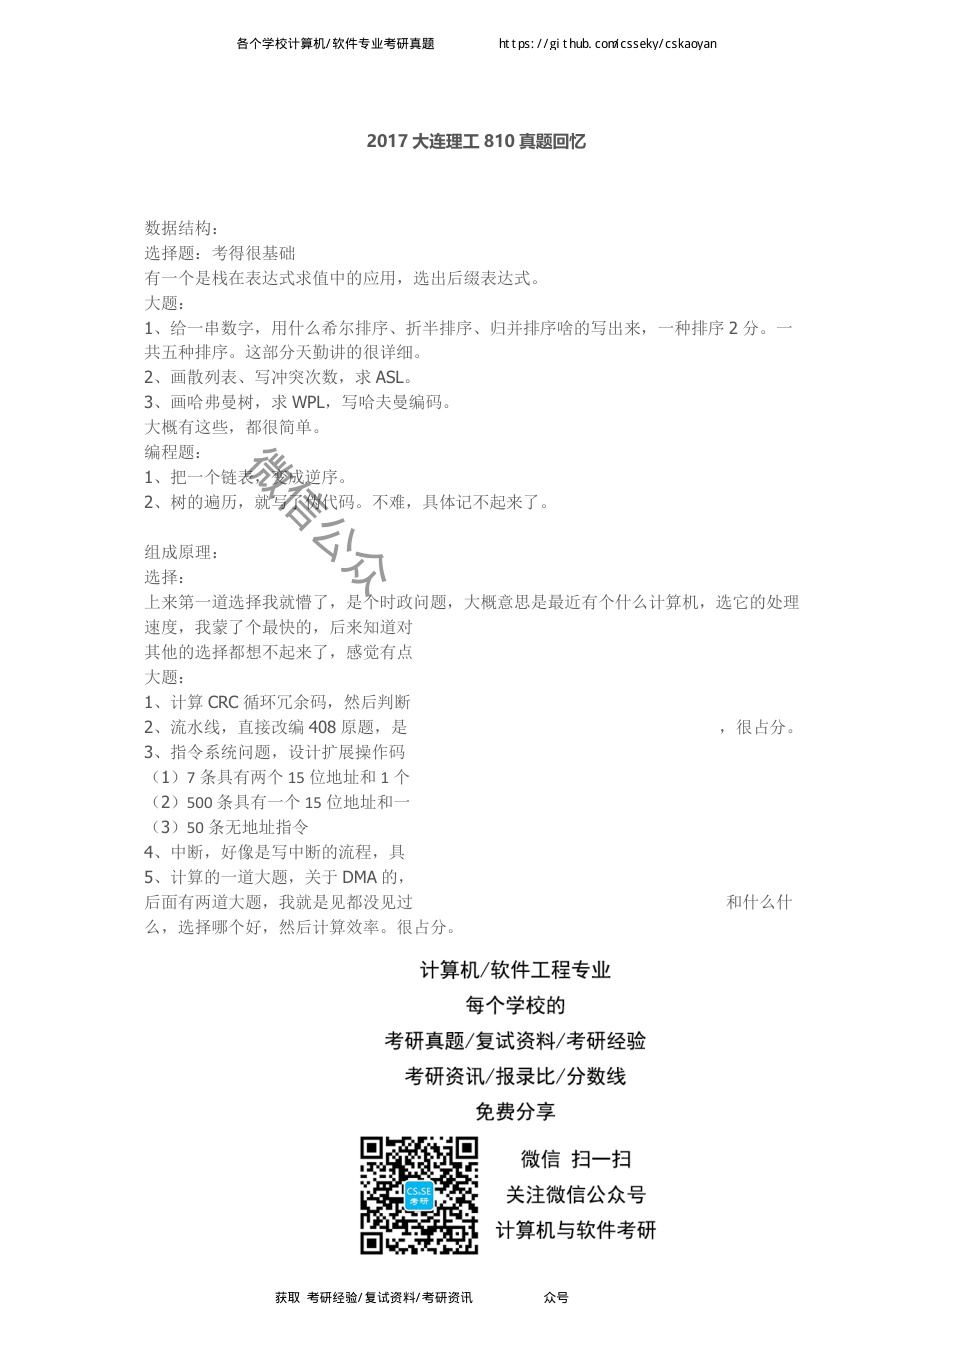 各个学校计算机/软件专业考研真题 https://github.com/csseky/cskaoyan
2017 大连理工 810 真题回忆
数据结构：
选择题：考得很基础
有一个是栈在表达式求值中的应用，选出后缀表达式。
大题：
1、给一串数字，用什么希尔排序、折半排序、归并排序啥的写出来，一种排序 2 分。一
共五种排序。这部分天勤讲的很详细。
2、画散列表、写冲突次数，求 ASL。
3、画哈弗曼树，求 WPL，写哈夫曼编码。
大概有这些，都很简单。
编程题：
1、把一个链表，变成逆序。
2、树的遍历，就写了伪代码。不难，具体记不起来了。
微信公众
组成原理：
选择：
上来第一道选择我就懵了，是个时政问题，大概意思是最近有个什么计算机，选它的处理
速度，我蒙了个最快的，后来知道对
其他的选择都想不起来了，感觉有点
大题：
1、计算 CRC 循环冗余码，然后判断
2、流水线，直接改编 408 原题，是 ，很占分。
3、指令系统问题，设计扩展操作码
（1）7 条具有两个 15 位地址和 1 个
（2）500 条具有一个 15 位地址和一
（3）50 条无地址指令
4、中断，好像是写中断的流程，具
5、计算的一道大题，关于 DMA 的，
后面有两道大题，我就是见都没见过 和什么什
么，选择哪个好，然后计算效率。很占分。
计算机/软件工程专业
每个学校的
考研真题/复试资料/考研经验
考研资讯/报录比/分数线
免费分享
CS&SE
考研
微信 扫一扫
关注微信公众号
计算机与软件考研
获取 考研经验/复试资料/考研资讯 众号